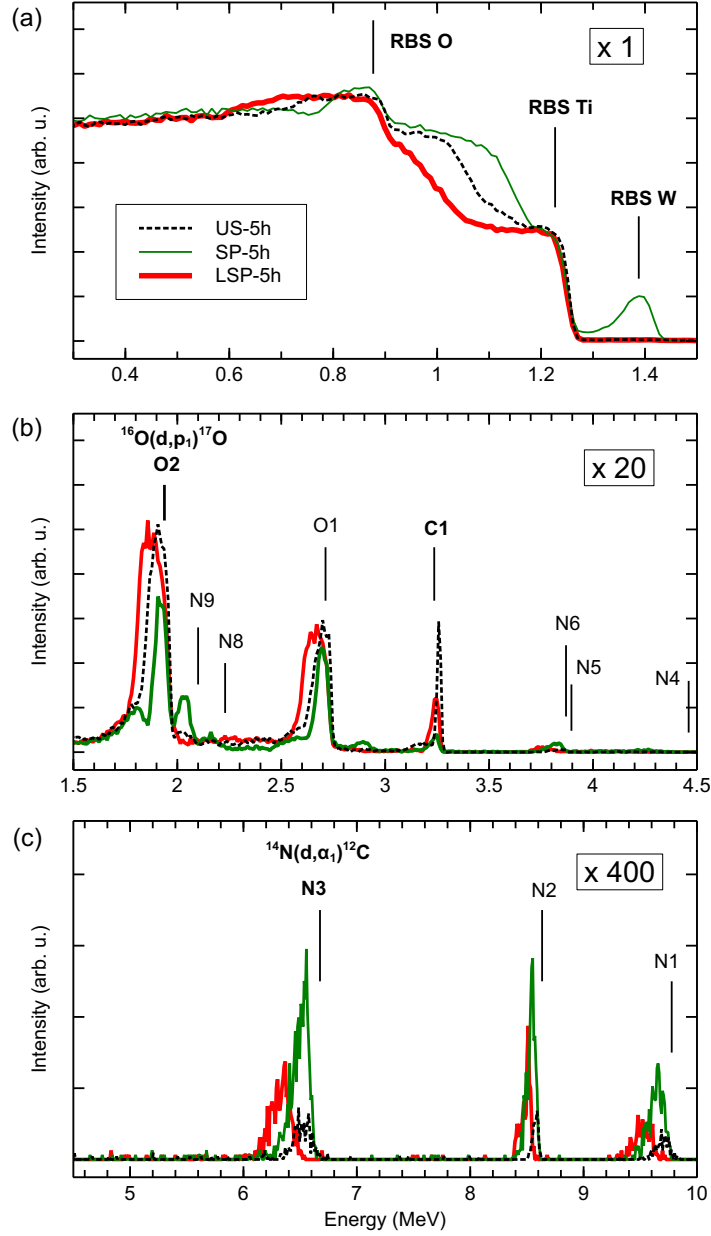 (a)
RBS O
x 1
RBS Ti
RBS W
US-5h
SP-5h
LSP-5h
Intensity (arb. u.)
0.4 0.6 0.8 1 1.2 1.4
(b)
¹⁶O(d,p₁)¹⁷O
O2
x 20
O1
C1
N9
N8
N6
N5
N4
Intensity (arb. u.)
1.5 2 2.5 3 3.5 4 4.5
(c)
¹⁴N(d,α₁)¹²C
x 400
N3
N2
N1
Intensity (arb. u.)
5 6 7 8 9 10
Energy (MeV)